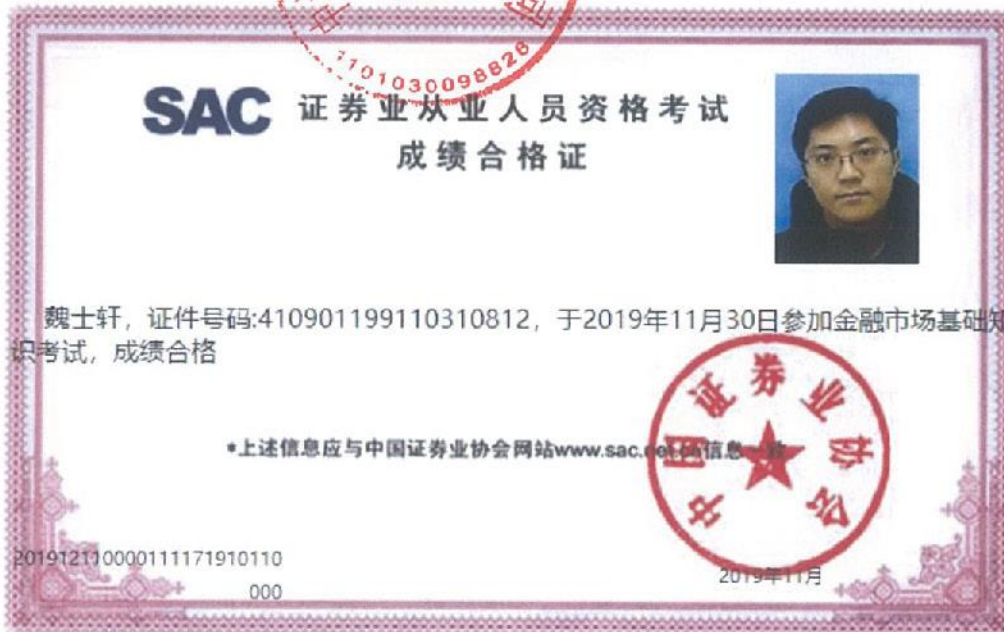 1101030098828
SAC 证券业从业人员资格考试
成绩合格证
魏士轩，证件号码:410901199110310812，于2019年11月30日参加金融市场基础知
识考试，成绩合格
中国证券业协会
*上述信息应与中国证券业协会网站www.sac.net.cn信息一致
201912110000111171910110
000
2019年11月